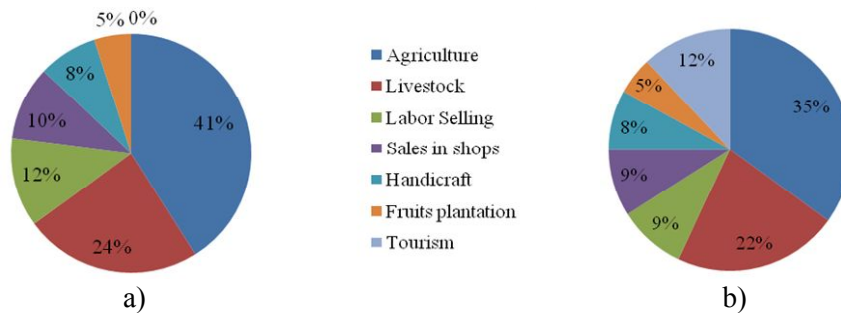 5% 0%
8%
41%
10%
12%
24%
a)
Agriculture
Livestock
Labor Selling
Sales in shops
Handicraft
Fruits plantation
Tourism
12%
5%
35%
8%
9%
9%
22%
b)